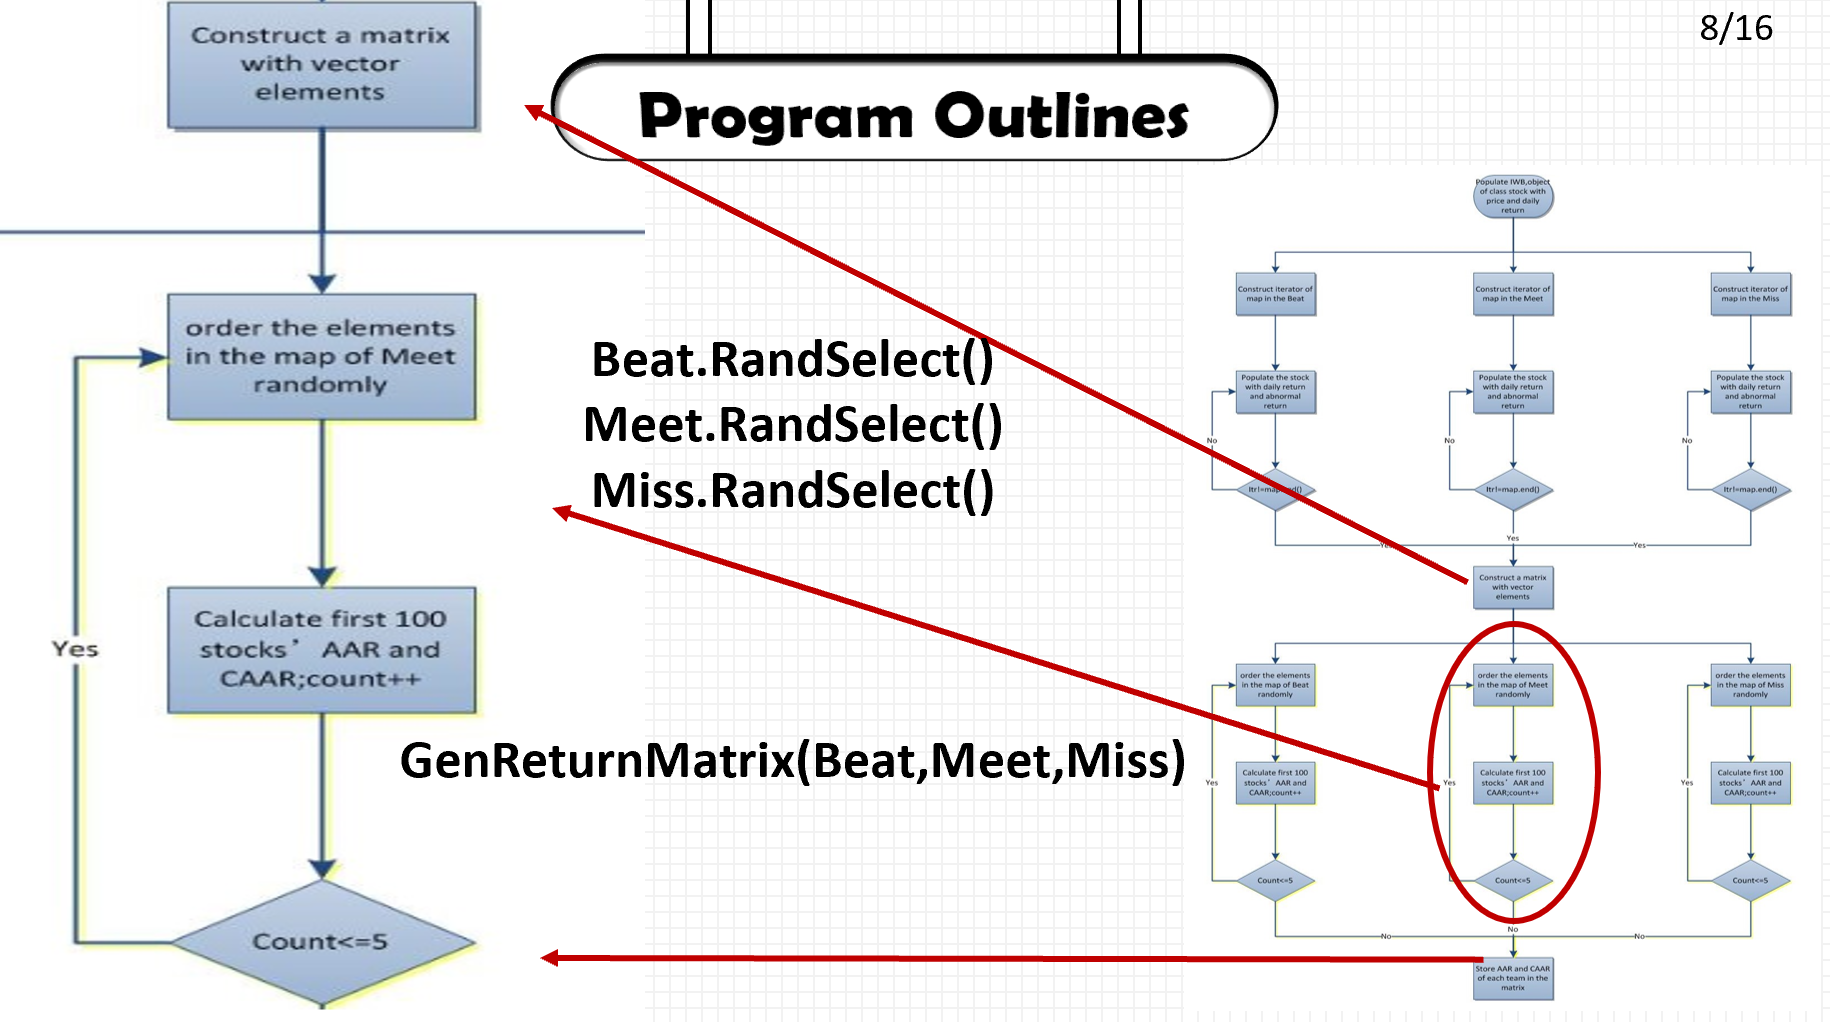 8/16
Program Outlines
Construct a matrix
with vector
elements
order the elements
in the map of Meet
randomly
Calculate first 100
stocks’ AAR and
CAAR;count++
Yes
Count<=5
Beat.RandSelect()
Meet.RandSelect()
Miss.RandSelect()
GenReturnMatrix(Beat,Meet,Miss)
Populate IWB,object
of class stock with
price and daily
return
Construct iterator of
map in the Beat
Construct iterator of
map in the Meet
Construct iterator of
map in the Miss
Populate the stock
with daily return
and abnormal
return
Populate the stock
with daily return
and abnormal
return
Populate the stock
with daily return
and abnormal
return
No
No
No
Itr!=map.end()
Itr!=map.end()
Itr!=map.end()
Yes
Yes
Yes
Construct a matrix
with vector
elements
order the elements
in the map of Beat
randomly
order the elements
in the map of Meet
randomly
order the elements
in the map of Miss
randomly
Calculate first 100
stocks’ AAR and
CAAR;count++
Calculate first 100
stocks’ AAR and
CAAR;count++
Calculate first 100
stocks’ AAR and
CAAR;count++
Yes
Yes
Yes
Count<=5
Count<=5
Count<=5
No
No
No
Store AAR and CAAR
of each team in the
matrix